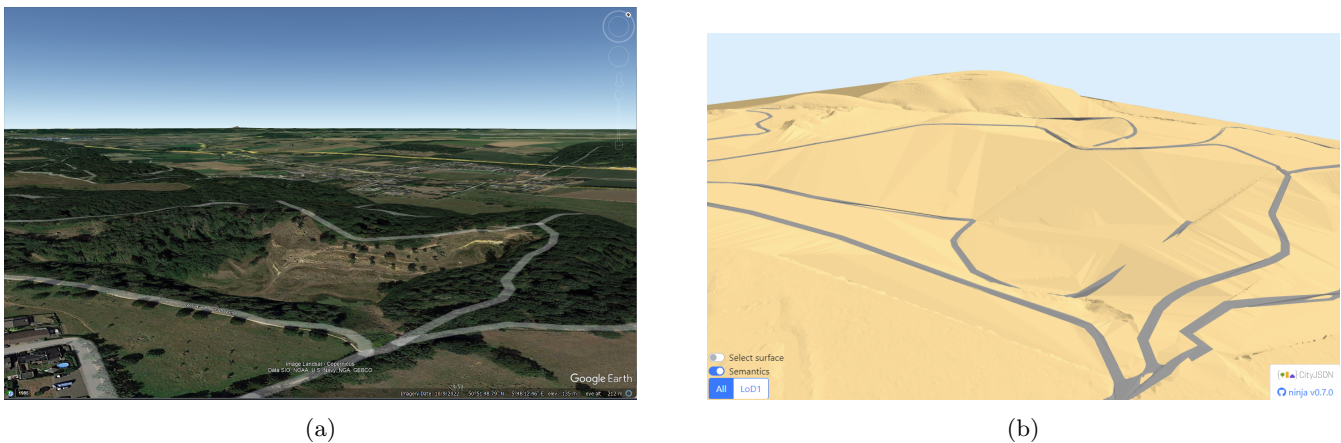 Image Landsat / Copernicus
Data SIO, NOAA, U.S. Navy, NGA, GEBCO
Google Earth
1985
Select surface
Semantics
All LoD1
CityJSON
ninja v0.7.0
(a)
(b)